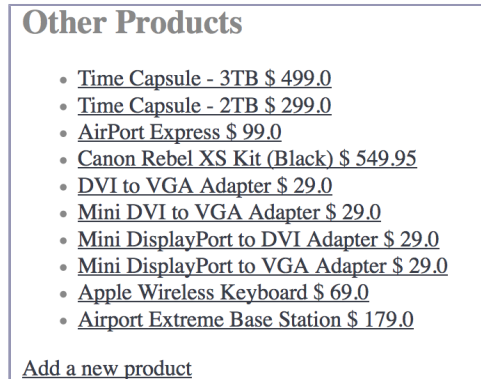 Other Products
Time Capsule - 3TB $ 499.0
Time Capsule - 2TB $ 299.0
AirPort Express $ 99.0
Canon Rebel XS Kit (Black) $ 549.95
DVI to VGA Adapter $ 29.0
Mini DVI to VGA Adapter $ 29.0
Mini DisplayPort to DVI Adapter $ 29.0
Mini DisplayPort to VGA Adapter $ 29.0
Apple Wireless Keyboard $ 69.0
Airport Extreme Base Station $ 179.0
Add a new product